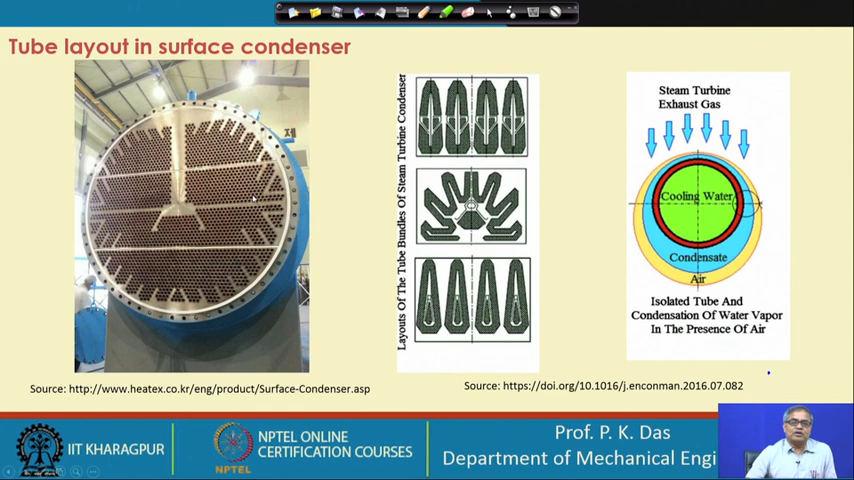 Tube layout in surface condenser
Layouts Of The Tube Bundles Of Steam Turbine Condenser
Steam Turbine
Exhaust Gas
Cooling Water
Condensate
Air
Isolated Tube And
Condensation Of Water Vapor
In The Presence Of Air
Source: http://www.heatex.co.kr/eng/product/Surface-Condenser.asp
Source: https://doi.org/10.1016/j.enconman.2016.07.082
IIT KHARAGPUR
NPTEL
NPTEL ONLINE
CERTIFICATION COURSES
Prof. P. K. Das
Department of Mechanical Engi